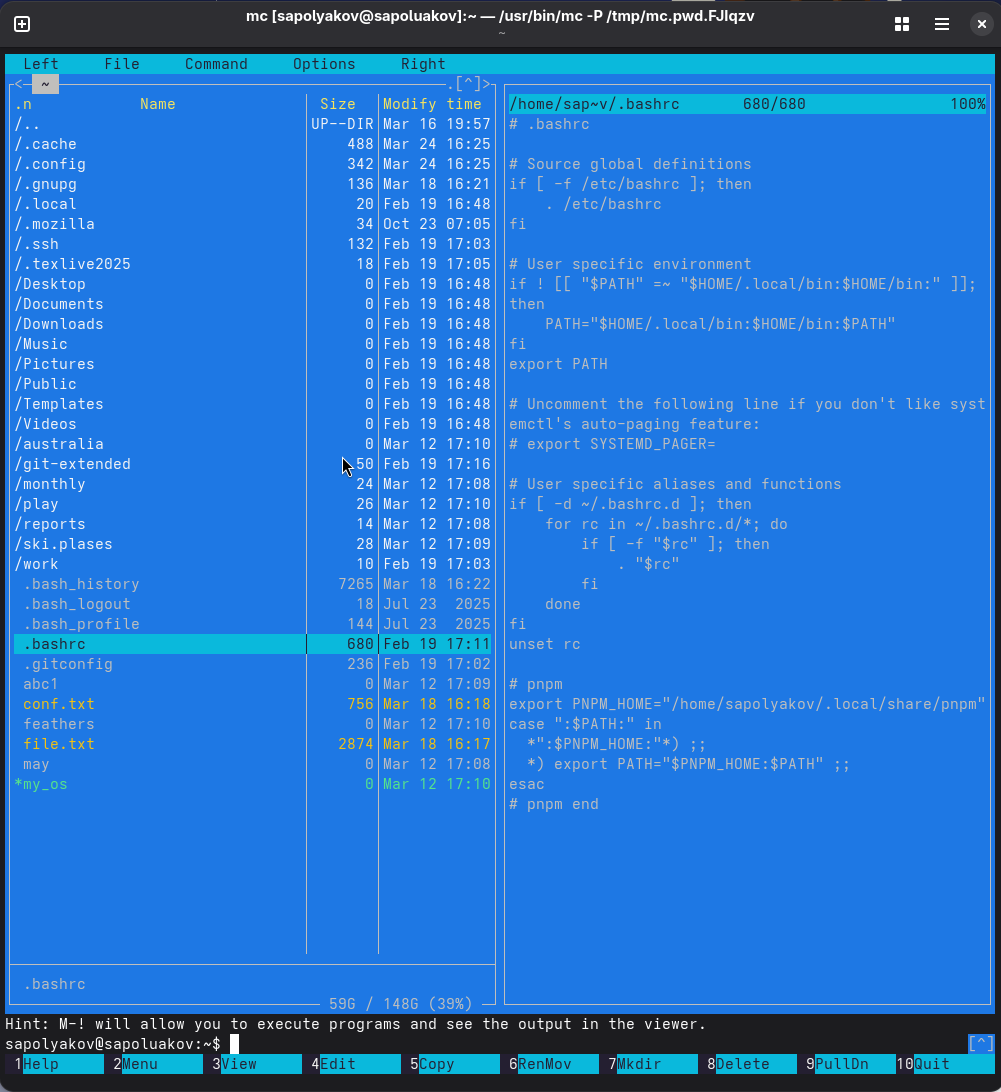 mc [sapolyakov@sapoluakov]:~ — /usr/bin/mc -P /tmp/mc.pwd.FJlqzv
~
Left File Command Options Right
<─ ~ ─.[^]>
.n Name Size Modify time
/.. UP--DIR Mar 16 19:57
/.cache 488 Mar 24 16:25
/.config 342 Mar 24 16:25
/.gnupg 136 Mar 18 16:21
/.local 20 Feb 19 16:48
/.mozilla 34 Oct 23 07:05
/.ssh 132 Feb 19 17:03
/.texlive2025 18 Feb 19 17:05
/Desktop 0 Feb 19 16:48
/Documents 0 Feb 19 16:48
/Downloads 0 Feb 19 16:48
/Music 0 Feb 19 16:48
/Pictures 0 Feb 19 16:48
/Public 0 Feb 19 16:48
/Templates 0 Feb 19 16:48
/Videos 0 Feb 19 16:48
/australia 0 Mar 12 17:10
/git-extended 50 Feb 19 17:16
/monthly 24 Mar 12 17:08
/play 26 Mar 12 17:10
/reports 14 Mar 12 17:08
/ski.plases 28 Mar 12 17:09
/work 10 Feb 19 17:03
.bash_history 7265 Mar 18 16:22
.bash_logout 18 Jul 23 2025
.bash_profile 144 Jul 23 2025
.bashrc 680 Feb 19 17:11
.gitconfig 236 Feb 19 17:02
abc1 0 Mar 12 17:09
conf.txt 756 Mar 18 16:18
feathers 0 Mar 12 17:10
file.txt 2874 Mar 18 16:17
may 0 Mar 12 17:08
*my_os 0 Mar 12 17:10
.bashrc
59G / 148G (39%)
/home/sap~v/.bashrc 680/680 100%
# .bashrc
# Source global definitions
if [ -f /etc/bashrc ]; then
    . /etc/bashrc
fi
# User specific environment
if ! [[ "$PATH" =~ "$HOME/.local/bin:$HOME/bin:" ]];
then
    PATH="$HOME/.local/bin:$HOME/bin:$PATH"
fi
export PATH
# Uncomment the following line if you don't like syst
emctl's auto-paging feature:
# export SYSTEMD_PAGER=
# User specific aliases and functions
if [ -d ~/.bashrc.d ]; then
    for rc in ~/.bashrc.d/*; do
        if [ -f "$rc" ]; then
            . "$rc"
        fi
    done
fi
unset rc
# pnpm
export PNPM_HOME="/home/sapolyakov/.local/share/pnpm"
case ":$PATH:" in
  *":$PNPM_HOME:"*) ;;
  *) export PATH="$PNPM_HOME:$PATH" ;;
esac
# pnpm end
Hint: M-! will allow you to execute programs and see the output in the viewer.
sapolyakov@sapoluakov:~$ [^]
1Help 2Menu 3View 4Edit 5Copy 6RenMov 7Mkdir 8Delete 9PullDn 10Quit